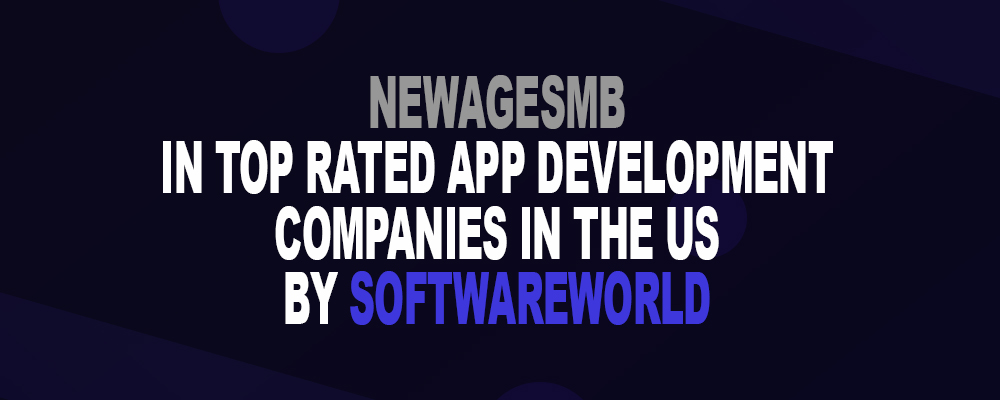 NEWAGESMB
IN TOP RATED APP DEVELOPMENT
COMPANIES IN THE US
BY SOFTWAREWORLD